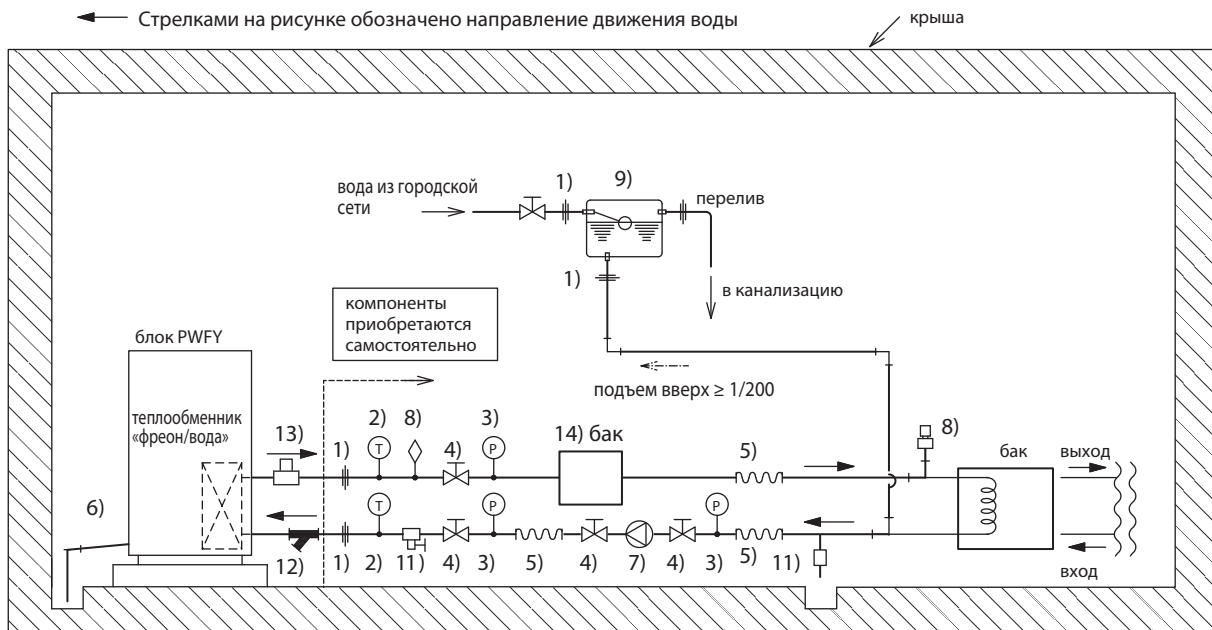 Стрелками на рисунке обозначено направление движения воды
крыша
вода из городской
сети
1)
9)
перелив
1)
в канализацию
компоненты
приобретаются
самостоятельно
блок PWFY
подъем вверх ≥ 1/200
теплообменник
«фреон/вода»
13)
1)
2)
8)
4)
3)
14) бак
5)
8)
бак
выход
T
P
6)
T
P
P
12)
1)
2)
11)
4)
3)
5)
4)
7)
4)
3)
5)
11)
вход